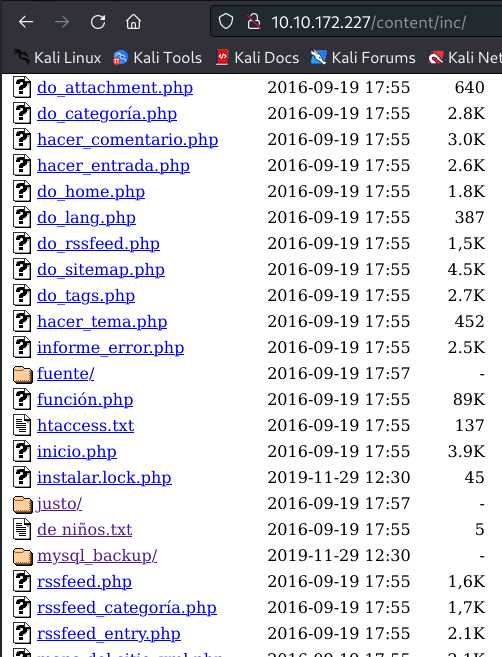 10.10.172.227/content/inc/
Kali Linux Kali Tools Kali Docs Kali Forums Kali Net
do_attachment.php 2016-09-19 17:55 640
do_categoría.php 2016-09-19 17:55 2.8K
hacer_comentario.php 2016-09-19 17:55 3.0K
hacer_entrada.php 2016-09-19 17:55 2.6K
do_home.php 2016-09-19 17:55 1.8K
do_lang.php 2016-09-19 17:55 387
do_rssfeed.php 2016-09-19 17:55 1,5K
do_sitemap.php 2016-09-19 17:55 4.5K
do_tags.php 2016-09-19 17:55 2.7K
hacer_tema.php 2016-09-19 17:55 452
informe_error.php 2016-09-19 17:55 2.5K
fuente/ 2016-09-19 17:57 -
función.php 2016-09-19 17:55 89K
htaccess.txt 2016-09-19 17:55 137
inicio.php 2016-09-19 17:55 3.9K
instalar.lock.php 2019-11-29 12:30 45
justo/ 2016-09-19 17:57 -
de niños.txt 2016-09-19 17:55 5
mysql_backup/ 2019-11-29 12:30 -
rssfeed.php 2016-09-19 17:55 1,6K
rssfeed_categoría.php 2016-09-19 17:55 1,7K
rssfeed_entry.php 2016-09-19 17:55 2.1K